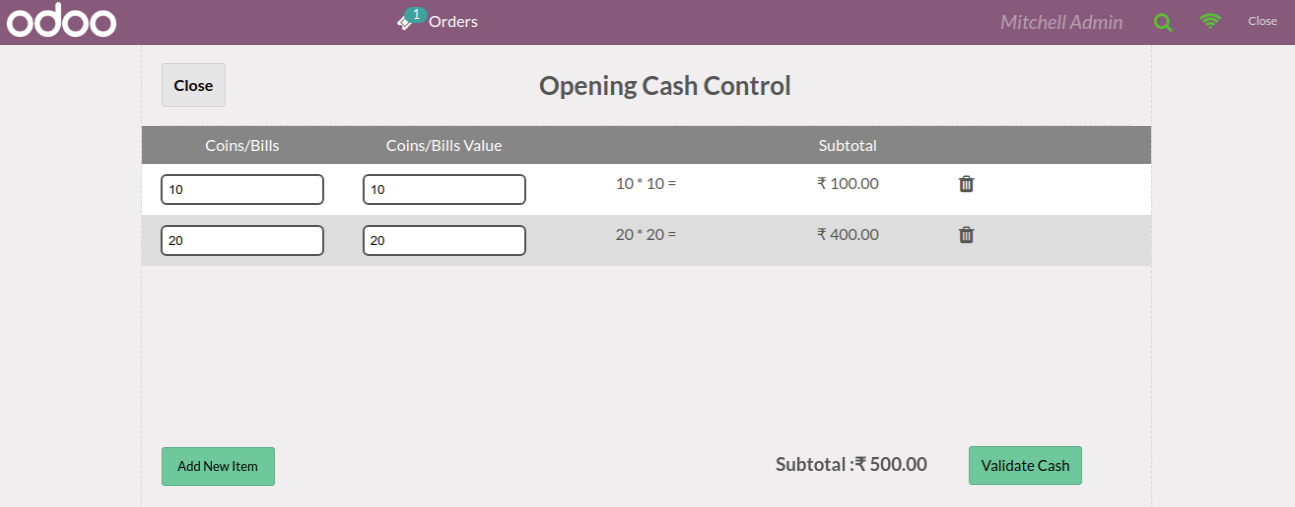 odoo 1 Orders Mitchell Admin Close
Close Opening Cash Control
Coins/Bills Coins/Bills Value Subtotal
10 10 10 * 10 = ₹ 100.00
20 20 20 * 20 = ₹ 400.00
Add New Item Subtotal :₹ 500.00 Validate Cash